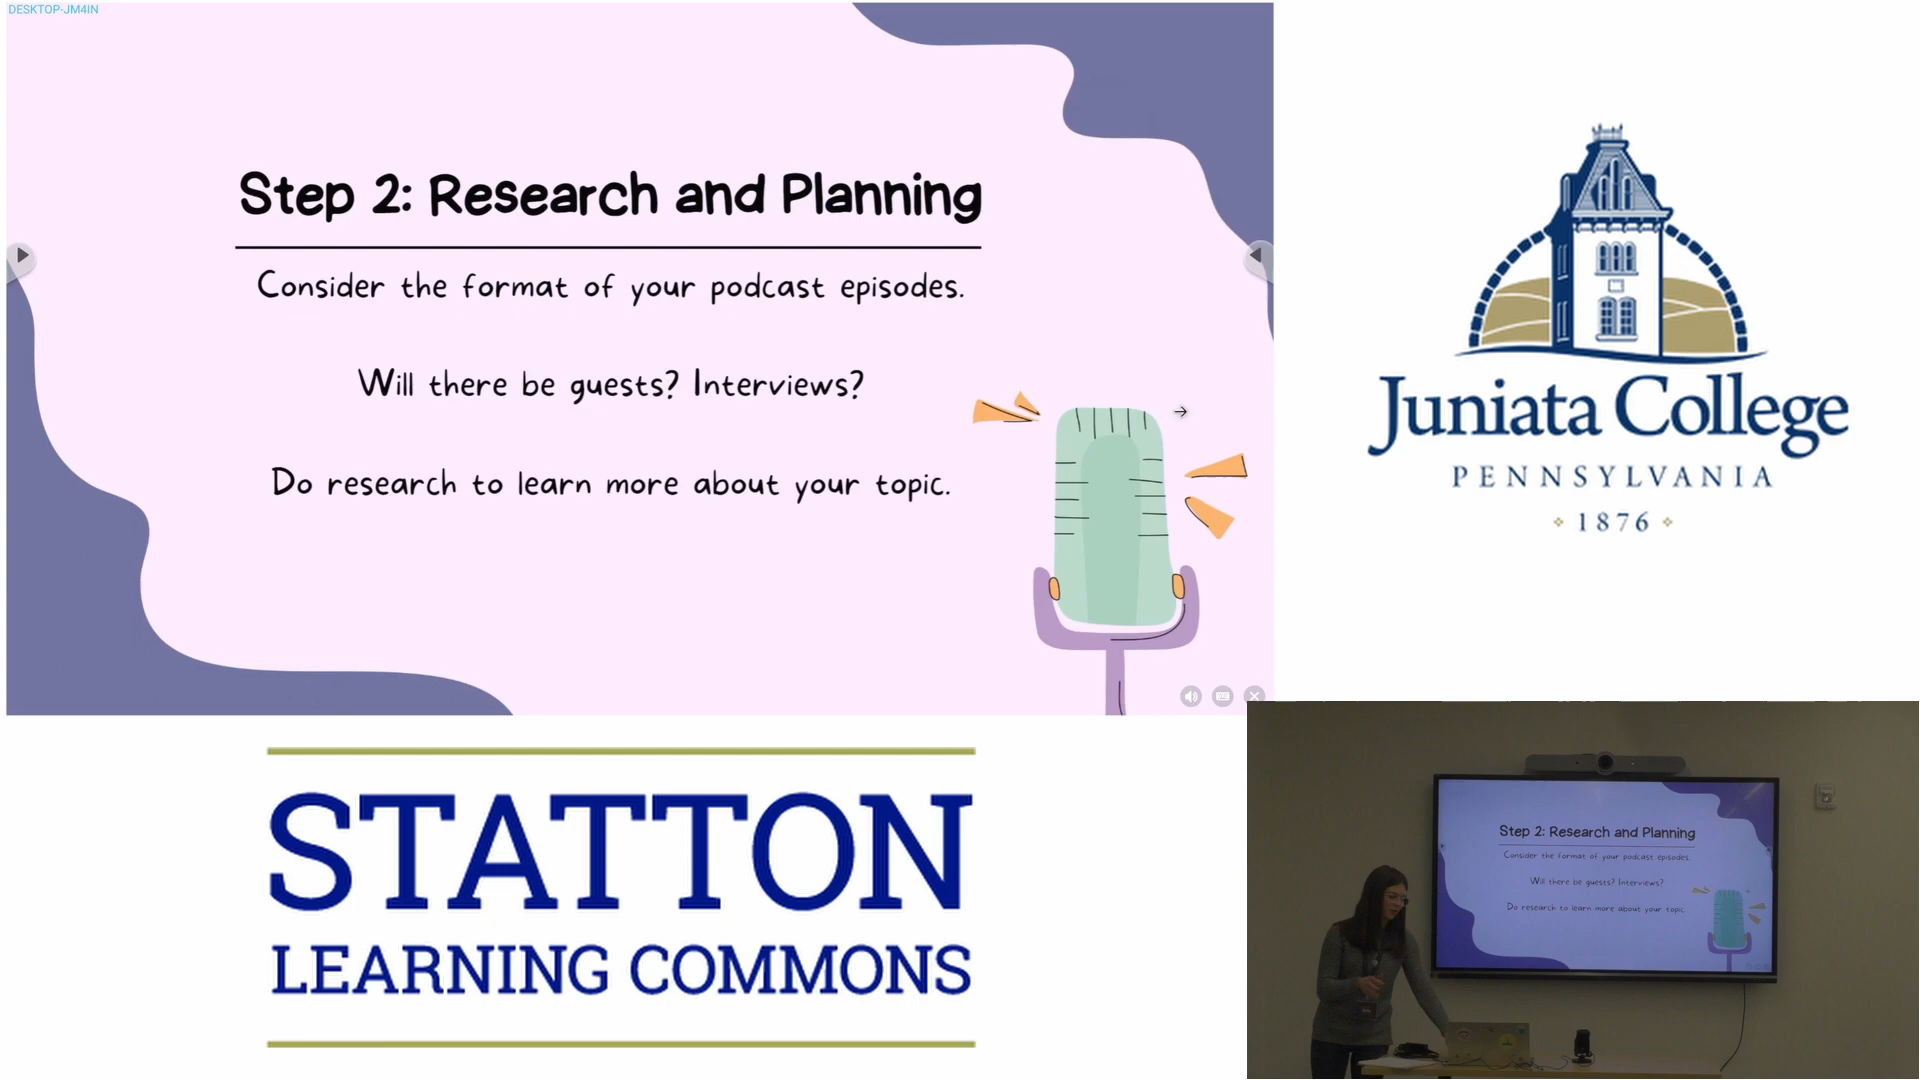 DESKTOP-JM4IN
Step 2: Research and Planning
Consider the format of your podcast episodes.
Will there be guests? Interviews?
Do research to learn more about your topic.
Juniata College
PENNSYLVANIA
1876
STATTON
LEARNING COMMONS
Step 2: Research and Planning
Consider the format of your podcast episodes.
Will there be guests? Interviews?
Do research to learn more about your topic.